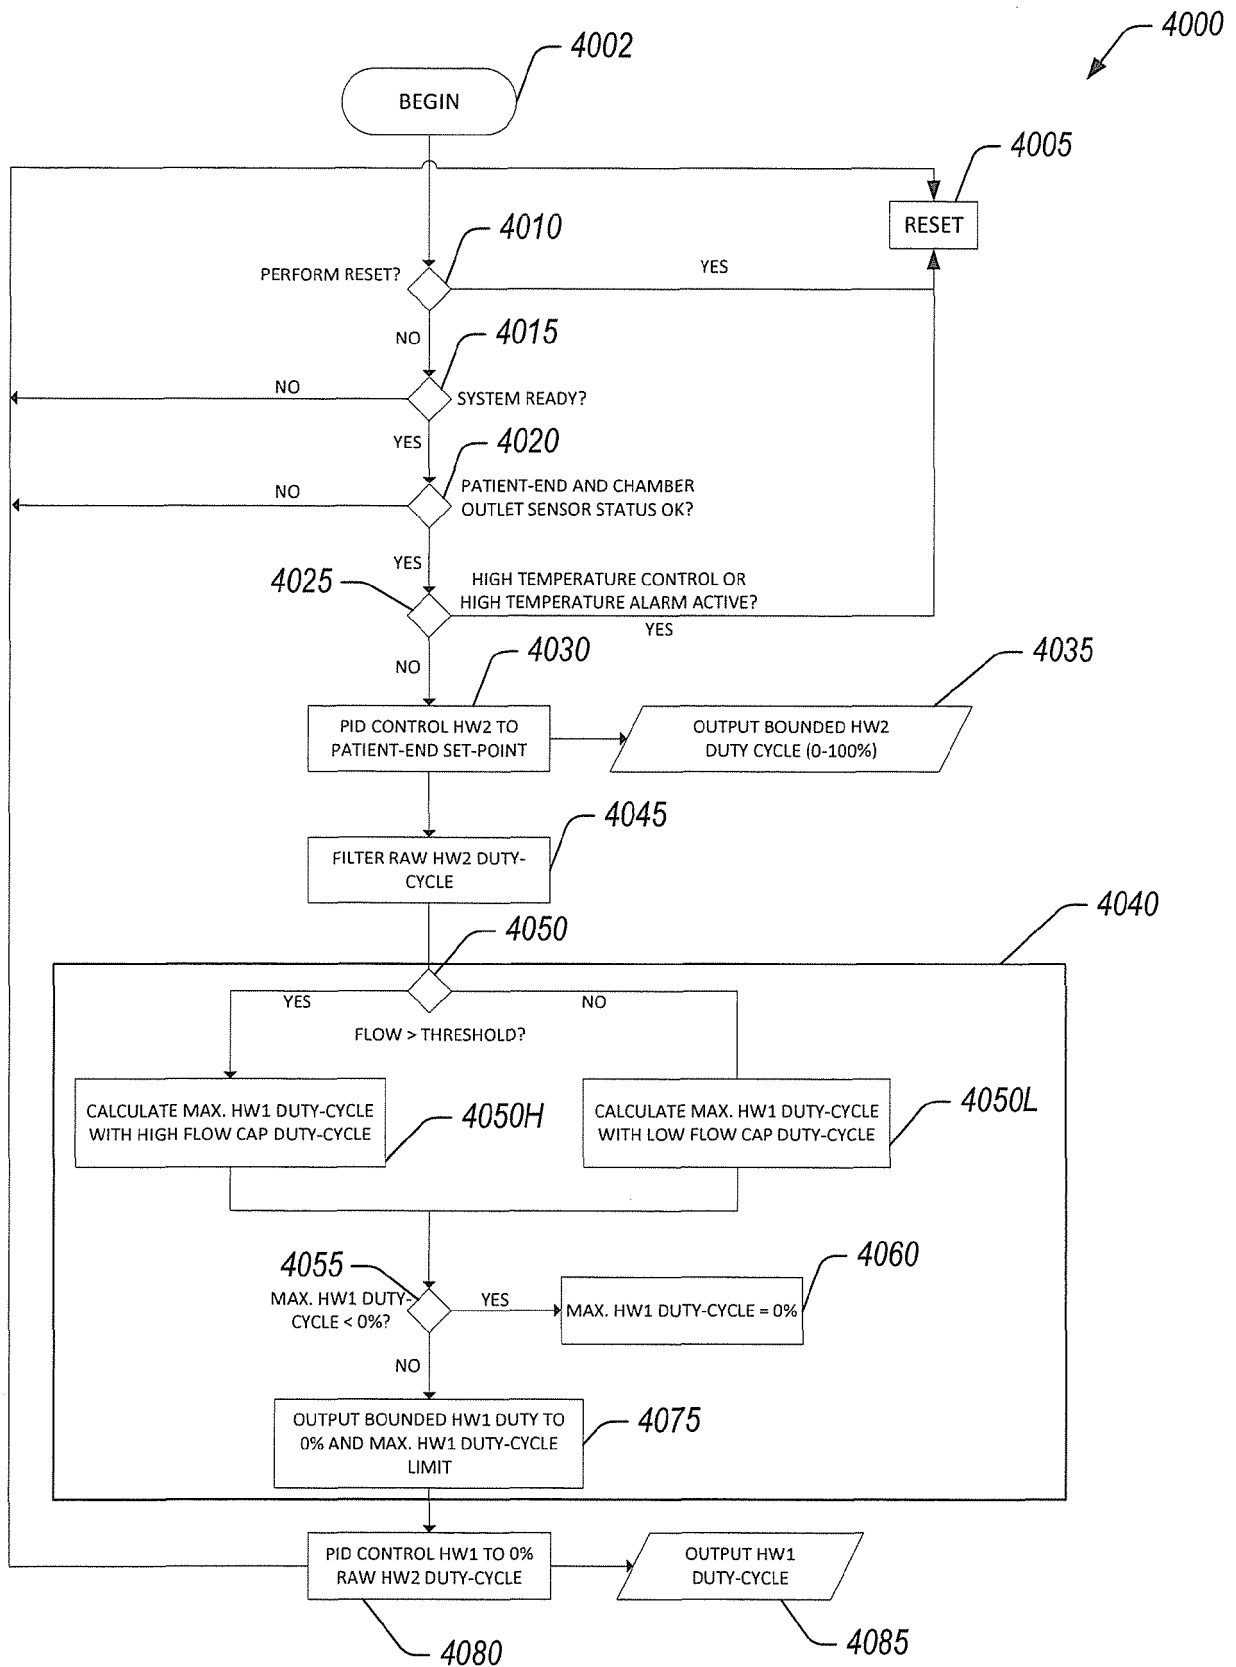 4000
4002
BEGIN
4005
RESET
4010
PERFORM RESET?
YES
NO
4015
NO
SYSTEM READY?
YES
4020
NO
PATIENT-END AND CHAMBER
OUTLET SENSOR STATUS OK?
YES
4025
HIGH TEMPERATURE CONTROL OR
HIGH TEMPERATURE ALARM ACTIVE?
YES
NO
4030
4035
PID CONTROL HW2 TO
PATIENT-END SET-POINT
OUTPUT BOUNDED HW2
DUTY CYCLE (0-100%)
4045
FILTER RAW HW2 DUTY-
CYCLE
4040
4050
YES
NO
FLOW > THRESHOLD?
CALCULATE MAX. HW1 DUTY-CYCLE
WITH HIGH FLOW CAP DUTY-CYCLE
4050H
CALCULATE MAX. HW1 DUTY-CYCLE
WITH LOW FLOW CAP DUTY-CYCLE
4050L
4055
MAX. HW1 DUTY-
CYCLE < 0%?
YES
4060
MAX. HW1 DUTY-CYCLE = 0%
NO
OUTPUT BOUNDED HW1 DUTY TO
0% AND MAX. HW1 DUTY-CYCLE
LIMIT
4075
PID CONTROL HW1 TO 0%
RAW HW2 DUTY-CYCLE
OUTPUT HW1
DUTY-CYCLE
4080
4085